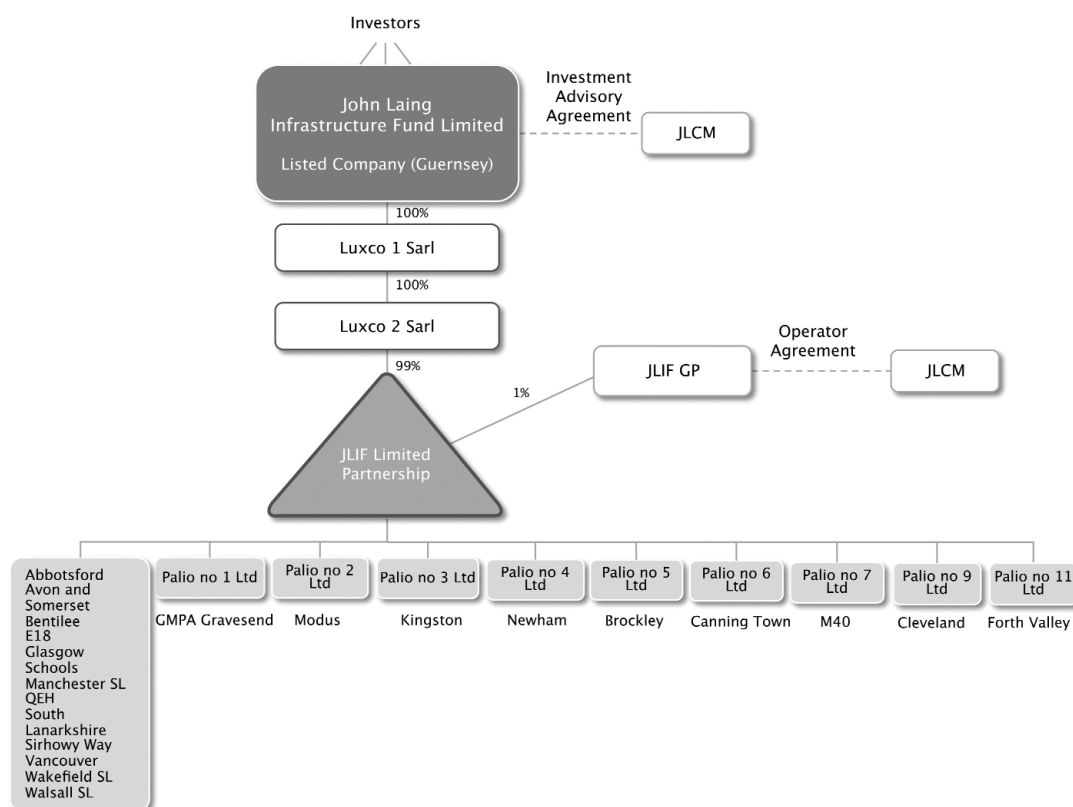 Investors
John Laing
Infrastructure Fund Limited
Listed Company (Guernsey)
Investment
Advisory
Agreement
JLCM
100%
Luxco 1 Sarl
100%
Luxco 2 Sarl
99%
Operator
Agreement
JLIF GP
JLCM
1%
JLIF Limited
Partnership
Abbotsford
Avon and
Somerset
Bentilee
E18
Glasgow
Schools
Manchester SL
QEH
South
Lanarkshire
Sirhowy Way
Vancouver
Wakefield SL
Walsall SL
Palio no 1 Ltd
GMPA Gravesend
Palio no 2
Ltd
Modus
Palio no 3 Ltd
Kingston
Palio no 4
Ltd
Newham
Palio no 5
Ltd
Brockley
Palio no 6
Ltd
Canning Town
Palio no 7
Ltd
M40
Palio no 9
Ltd
Cleveland
Palio no 11
Ltd
Forth Valley